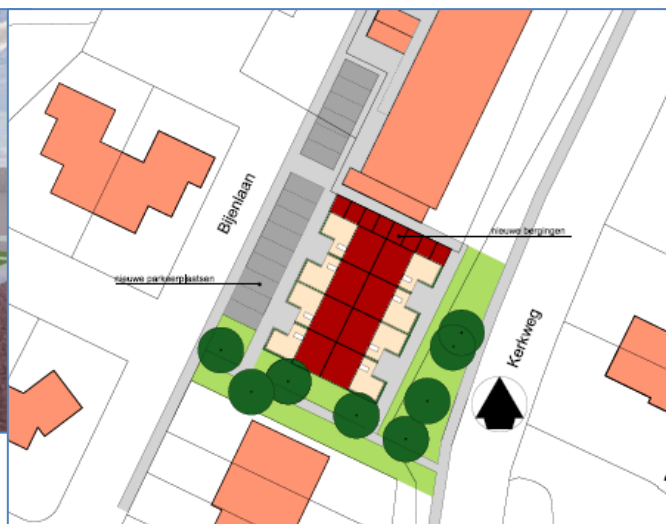 Bijenlaan
nieuwe bergingen
nieuwe parkeerplaatsen
Kerkweg